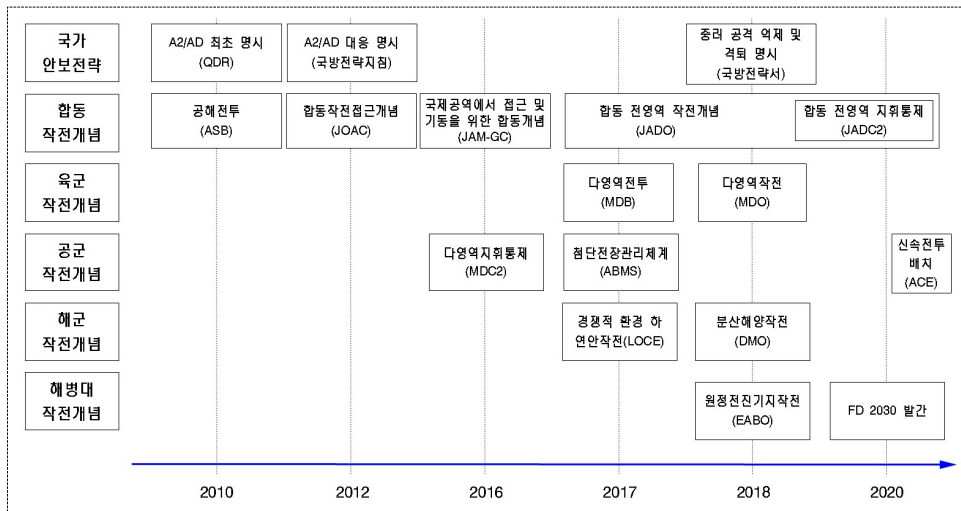 국가
안보전략
A2/AD 최초 명시
(QDR)
A2/AD 대응 명시
(국방전략지침)
중러 공격 억제 및
격퇴 명시
(국방전략서)
합동
작전개념
공해전투
(ASB)
합동작전접근개념
(JOAC)
국제공역에서 접근 및
기동을 위한 합동개념
(JAM-GC)
합동 전영역 작전개념
(JADO)
합동 전영역 지휘통제
(JADC2)
육군
작전개념
다영역전투
(MDB)
다영역작전
(MDO)
공군
작전개념
다영역지휘통제
(MDC2)
첨단전장관리체계
(ABMS)
신속전투
배치
(ACE)
해군
작전개념
경쟁적 환경 하
연안작전(LOCE)
분산해양작전
(DMO)
해병대
작전개념
원정전진기지작전
(EABO)
FD 2030 발간
2010
2012
2016
2017
2018
2020